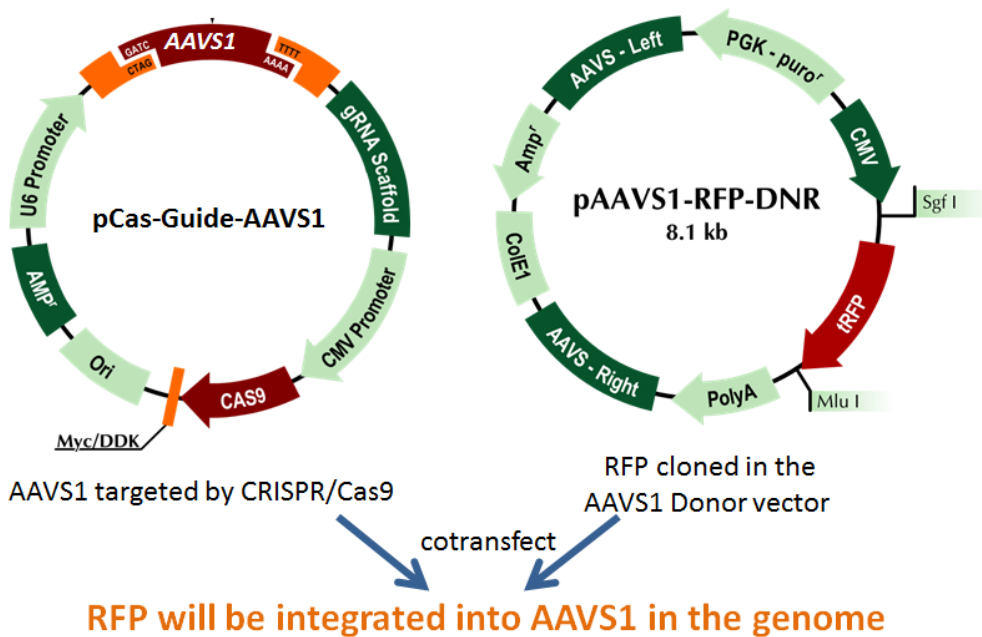 GATC
CTAG
AAVS1
TTTT
AAAA
gRNA Scaffold
U6 Promoter
pCas-Guide-AAVS1
AMPr
CMV Promoter
Ori
CAS9
Myc/DDK
AAVS1 targeted by CRISPR/Cas9
AAVS - Left
PGK - puror
Ampr
CMV
pAAVS1-RFP-DNR
8.1 kb
Sgf I
ColE1
tRFP
AAVS - Right
PolyA
Mlu I
RFP cloned in the
AAVS1 Donor vector
cotransfect
RFP will be integrated into AAVS1 in the genome